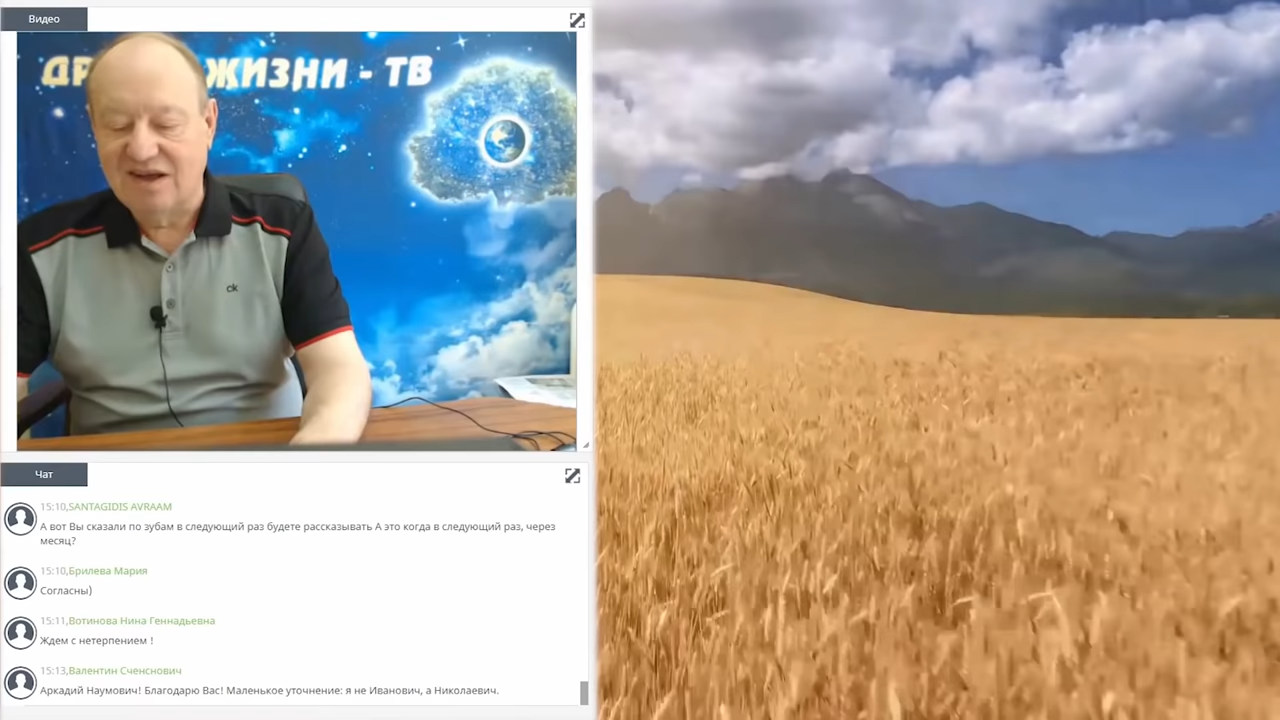 Видео
ДР ЖИЗНИ - ТВ
ck
Чат
15:10,SANTAGIDIS AVRAAM
А вот Вы сказали по зубам в следующий раз будете рассказывать А это когда в следующий раз, через
месяц?
15:10,Брилева Мария
Согласны)
15:11,Вотинова Нина Геннадьевна
Ждем с нетерпением !
15:13,Валентин Сченснович
Аркадий Наумович! Благодарю Вас! Маленькое уточнение: я не Иванович, а Николаевич.